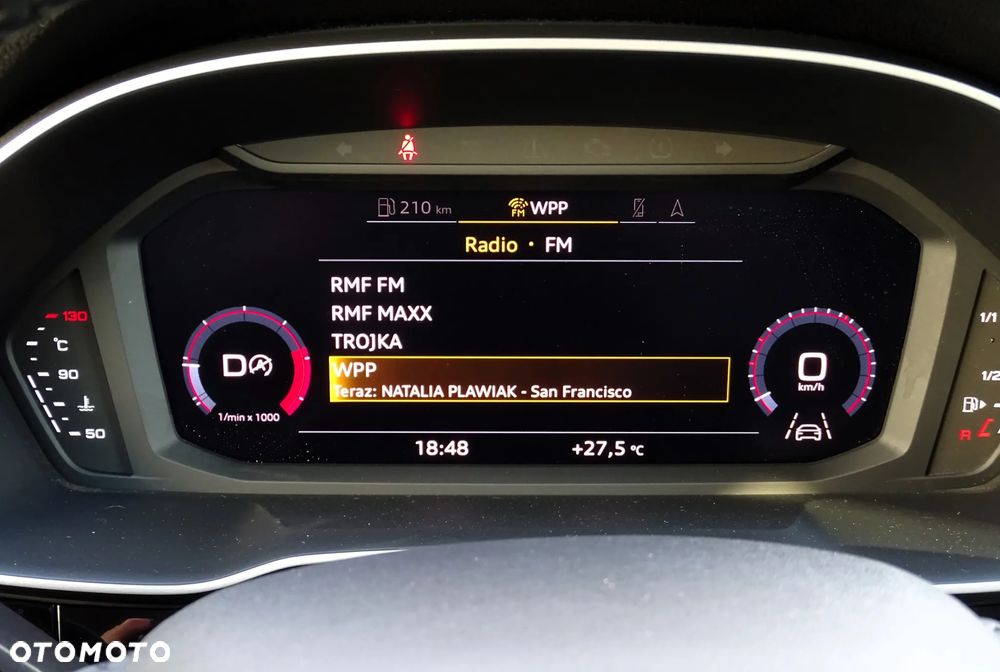 210 km
FM WPP
Radio • FM
RMF FM
RMF MAXX
TROJKA
WPP
Teraz: NATALIA PLAWIAK - San Francisco
130
°C
90
50
D
A
1/min x 1000
0
km/h
18:48
+27,5 °C
1/1
1/2
R
OTOMOTO